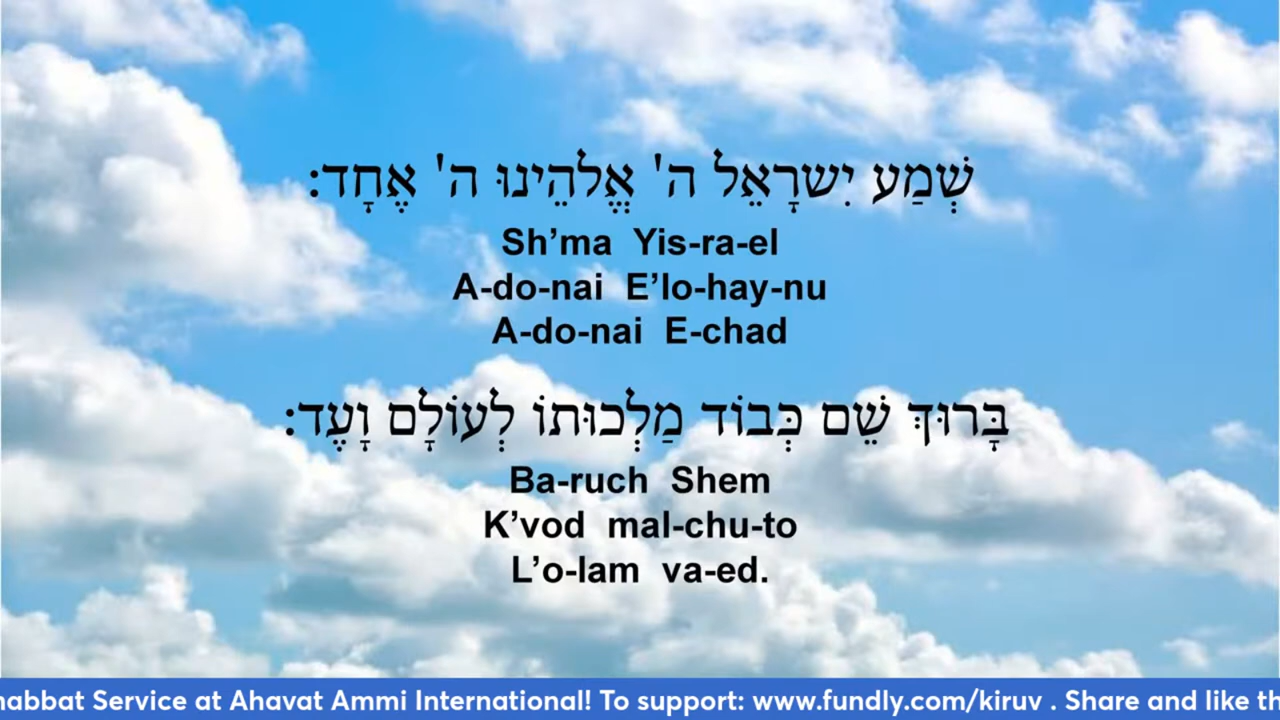 שְׁמַע יִשרָאֵל ה' אֱלֹהֵינוּ ה' אֶחָד:
Sh’ma Yis-ra-el
A-do-nai E’lo-hay-nu
A-do-nai E-chad
בָּרוּךְ שֵׁם כְּבוֹד מַלְכוּתוֹ לְעוֹלָם וָעֶד:
Ba-ruch Shem
K’vod mal-chu-to
L’o-lam va-ed.
habbat Service at Ahavat Ammi International! To support: www.fundly.com/kiruv . Share and like th